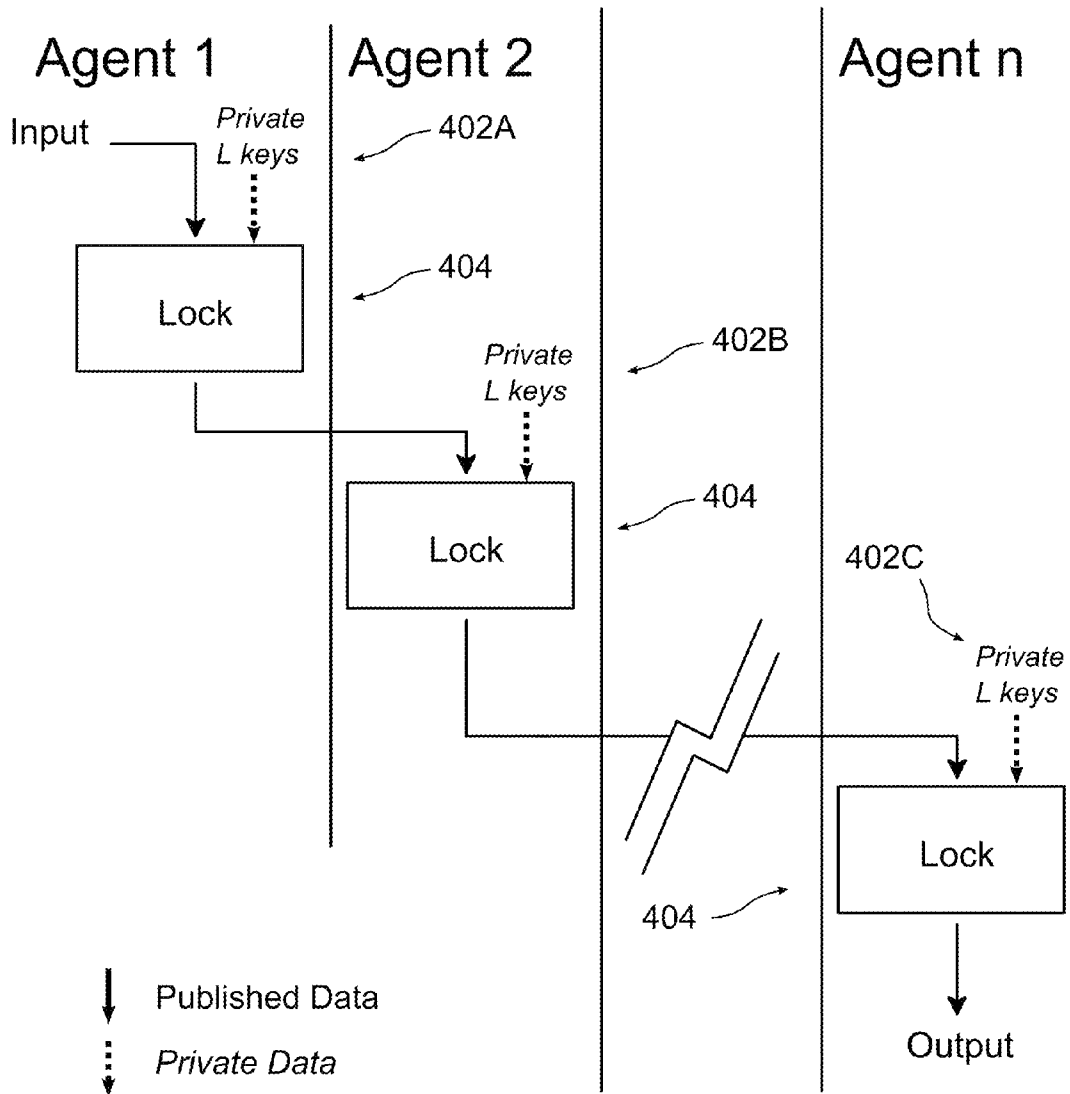 Agent 1
Agent 2
Agent n
Input
Private
L keys
402A
404
Lock
402B
Private
L keys
404
Lock
402C
Private
L keys
Lock
404
Published Data
Private Data
Output